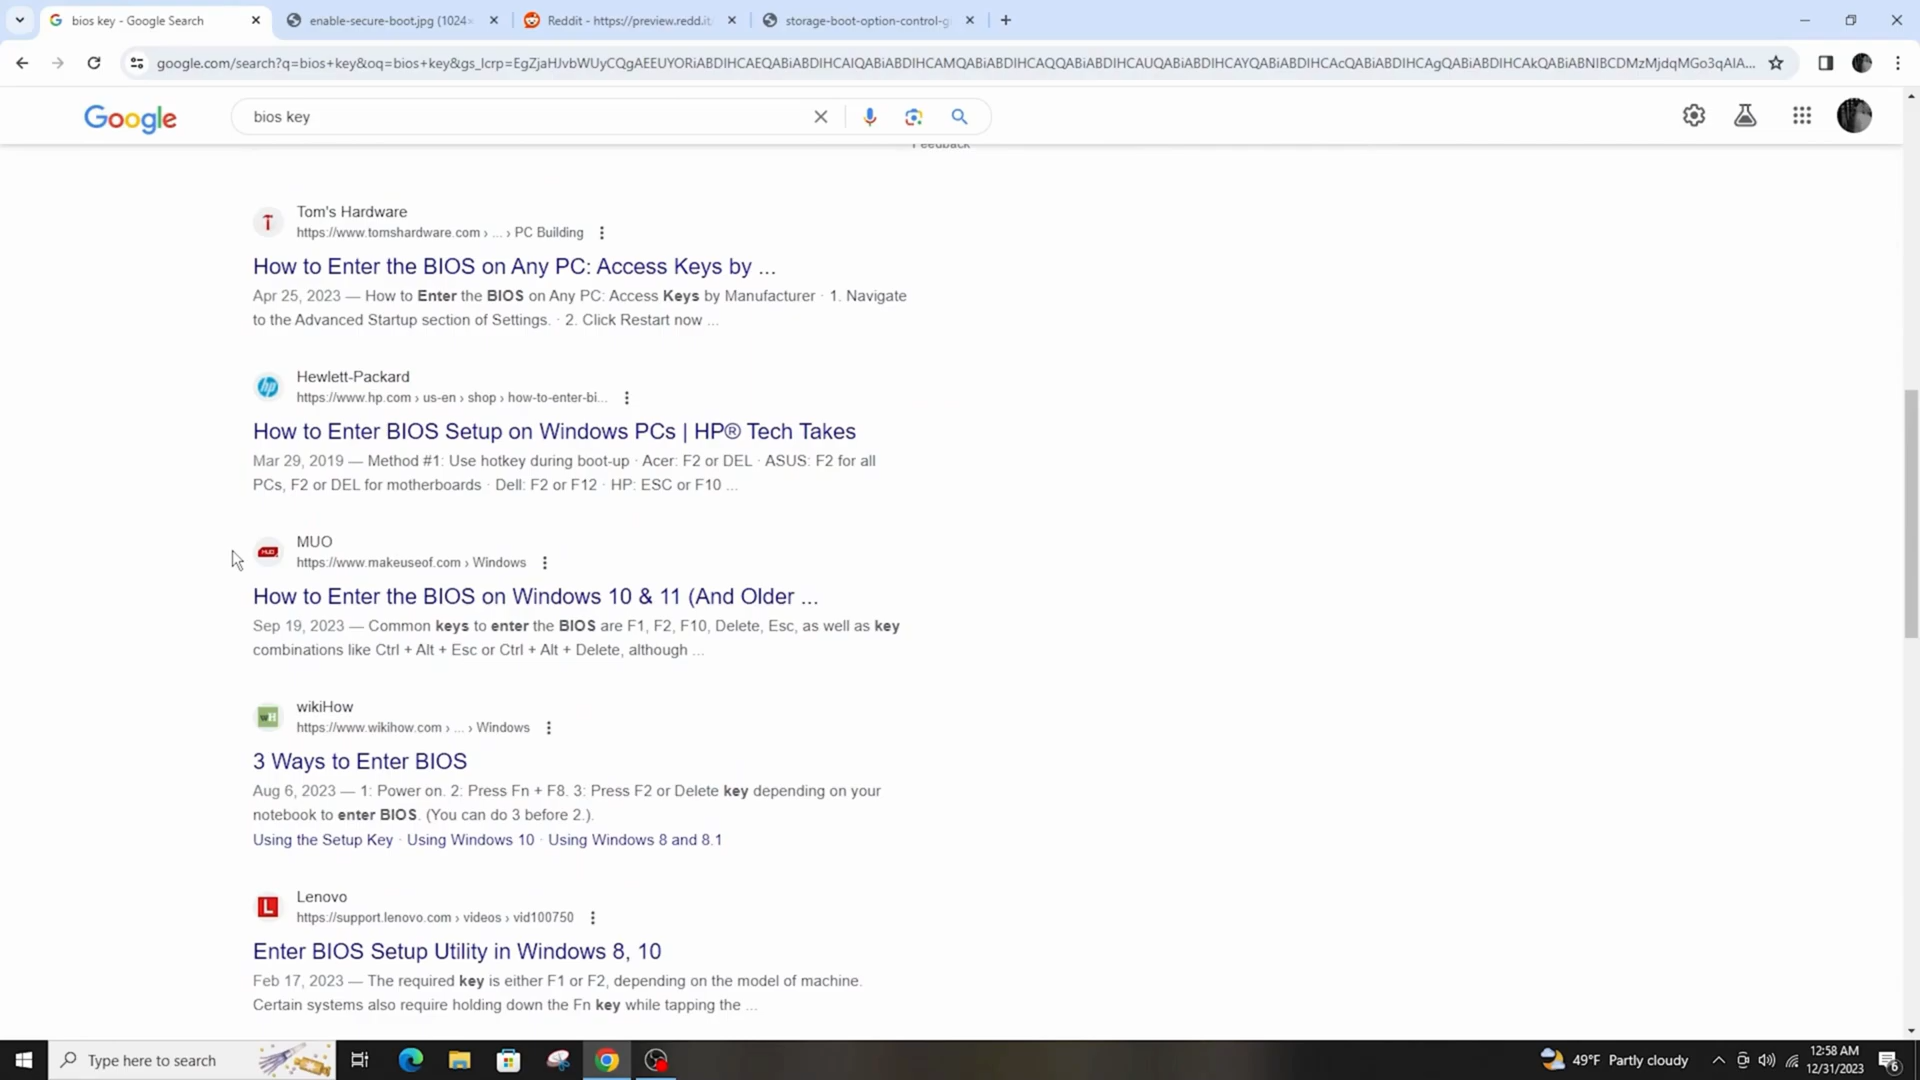 bios key - Google Search
enable-secure-boot.jpg (1024×
Reddit - https://preview.redd.it
storage-boot-option-control-g
google.com/search?q=bios+key&oq=bios+key&gs_lcrp=EgZjaHJvbWUyCQgAEEUYORiABDIHCAEQABiABDIHCAIQABiABDIHCAMQABiABDIHCAQQABiABDIHCAUQABiABDIHCAYQABiABDIHCAcQABiABDIHCAgQABiABDIHCAkQABiABNIBCDMzMjdqMGo3qAIA...
Google
bios key
Feedback
Tom's Hardware
https://www.tomshardware.com › ... › PC Building
How to Enter the BIOS on Any PC: Access Keys by ...
Apr 25, 2023 — How to Enter the BIOS on Any PC: Access Keys by Manufacturer · 1. Navigate
to the Advanced Startup section of Settings. · 2. Click Restart now ...
Hewlett-Packard
https://www.hp.com › us-en › shop › how-to-enter-bi...
How to Enter BIOS Setup on Windows PCs | HP® Tech Takes
Mar 29, 2019 — Method #1: Use hotkey during boot-up · Acer: F2 or DEL · ASUS: F2 for all
PCs, F2 or DEL for motherboards · Dell: F2 or F12 · HP: ESC or F10 ...
MUO
https://www.makeuseof.com › Windows
How to Enter the BIOS on Windows 10 & 11 (And Older ...
Sep 19, 2023 — Common keys to enter the BIOS are F1, F2, F10, Delete, Esc, as well as key
combinations like Ctrl + Alt + Esc or Ctrl + Alt + Delete, although ...
wikiHow
https://www.wikihow.com › ... › Windows
3 Ways to Enter BIOS
Aug 6, 2023 — 1: Power on. 2: Press Fn + F8. 3: Press F2 or Delete key depending on your
notebook to enter BIOS. (You can do 3 before 2.).
Using the Setup Key · Using Windows 10 · Using Windows 8 and 8.1
Lenovo
https://support.lenovo.com › videos › vid100750
Enter BIOS Setup Utility in Windows 8, 10
Feb 17, 2023 — The required key is either F1 or F2, depending on the model of machine.
Certain systems also require holding down the Fn key while tapping the ...
Type here to search
49°F Partly cloudy
12:58 AM
12/31/2023
6